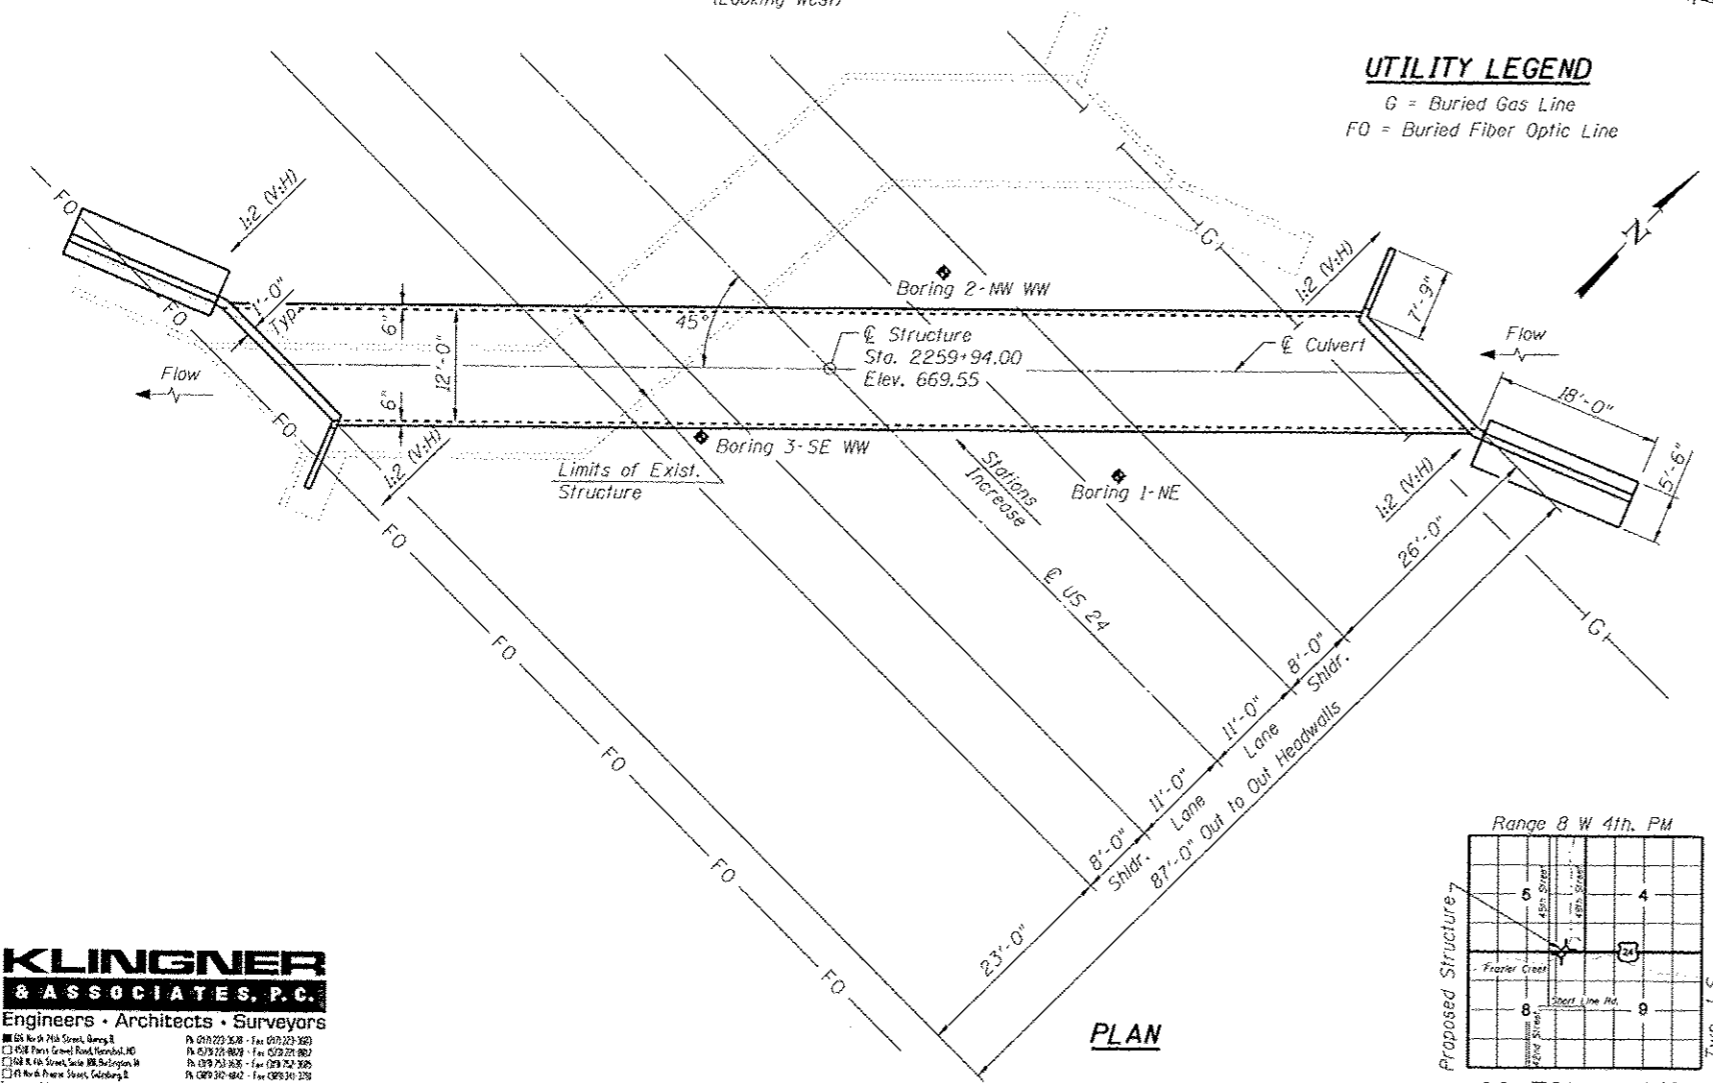 (Looking West)
UTILITY LEGEND
G = Buried Gas Line
FO = Buried Fiber Optic Line
N
FO
1:2 (V:H)
FO
1'-0"
Typ.
6"
12'-0"
6"
45°
Boring 2-NW WW
℄ Structure
Sta. 2259+94.00
Elev. 669.55
℄ Culvert
G
1:2 (V:H)
7'-9"
Flow
Flow
18'-0"
5'-6"
FO
1:2 (V:H)
Boring 3-SE WW
Limits of Exist.
Structure
Stations
Increase
Boring 1-NE
1:2 (V:H)
26'-0"
FO
℄ US 24
G
FO
8'-0"
Shldr.
11'-0"
Lane
FO
11'-0"
Lane
8'-0"
Shldr.
87'-0" Out to Out Headwalls
FO
23'-0"
FO
PLAN
Range 8 W 4th. PM
Proposed Structure
5
45th Street
48th Street
4
24
Frazier Creek
Short Line Rd.
8
42nd Street
9
KLINGNER
& ASSOCIATES, P.C.
Engineers • Architects • Surveyors